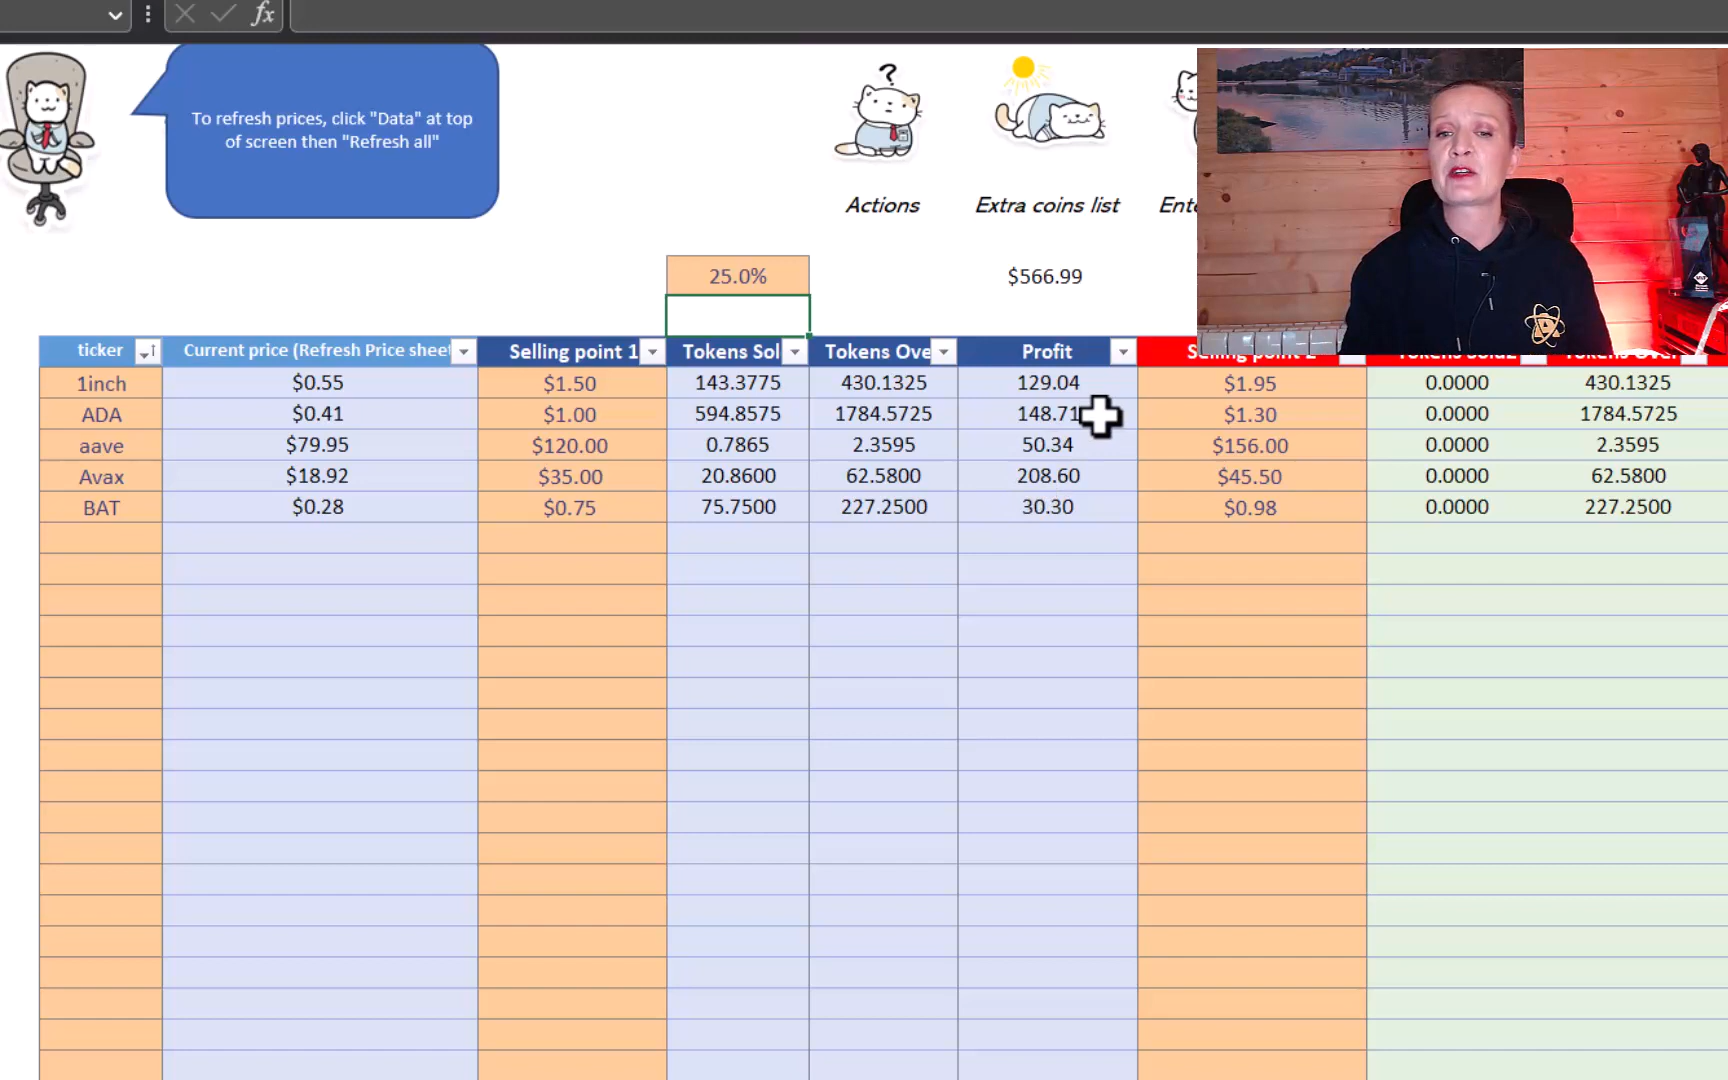 fx
To refresh prices, click "Data" at top
of screen then "Refresh all"
?
Actions
Extra coins list
25.0%
$566.99
ticker Current price (Refresh Price sheet Selling point 1 Tokens Sol Tokens Ove Profit
1inch $0.55 $1.50 143.3775 430.1325 129.04 $1.95 0.0000 430.1325
ADA $0.41 $1.00 594.8575 1784.5725 148.71 $1.30 0.0000 1784.5725
aave $79.95 $120.00 0.7865 2.3595 50.34 $156.00 0.0000 2.3595
Avax $18.92 $35.00 20.8600 62.5800 208.60 $45.50 0.0000 62.5800
BAT $0.28 $0.75 75.7500 227.2500 30.30 $0.98 0.0000 227.2500